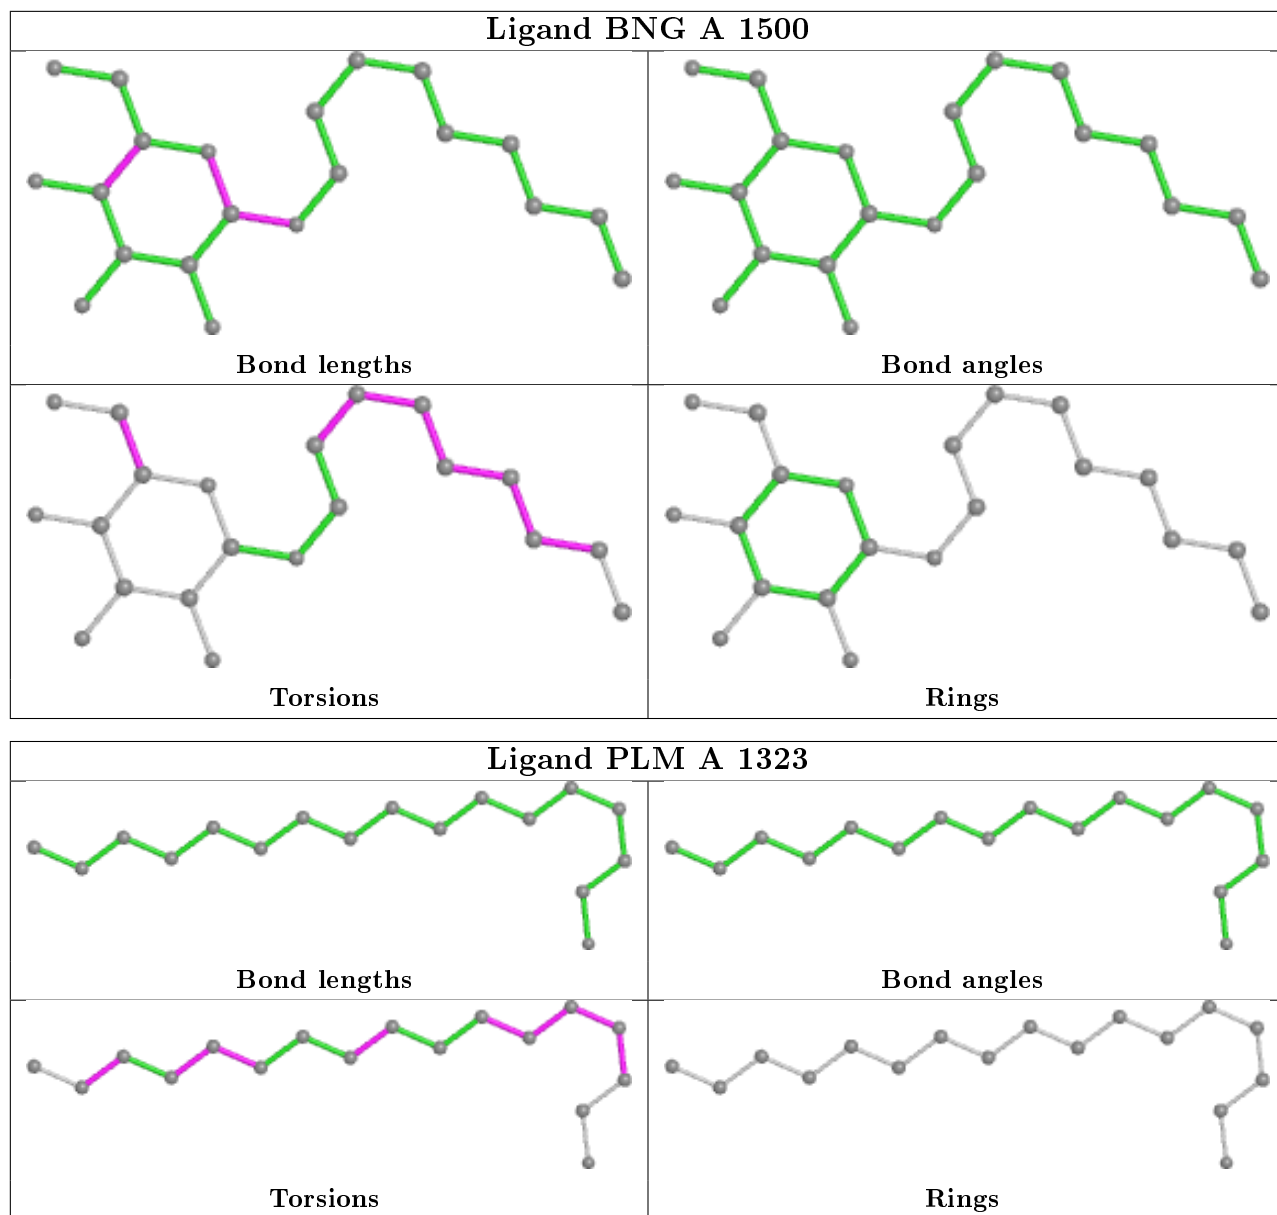 Ligand BNG A 1500
Bond lengths
Bond angles
Torsions
Rings
Ligand PLM A 1323
Bond lengths
Bond angles
Torsions
Rings